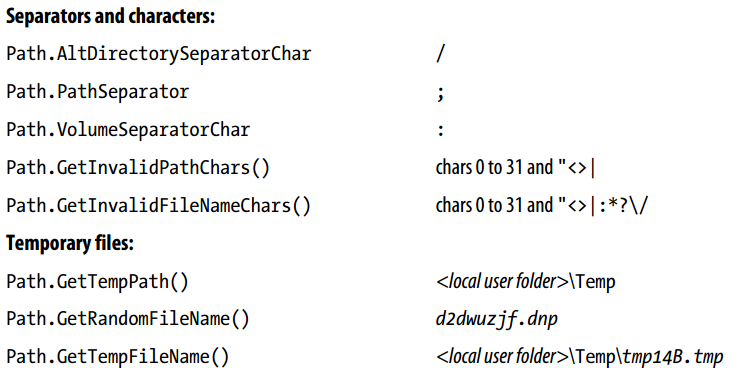 Separators and characters:
Path.AltDirectorySeparatorChar /
Path.PathSeparator ;
Path.VolumeSeparatorChar :
Path.GetInvalidPathChars() chars 0 to 31 and "<>|
Path.GetInvalidFileNameChars() chars 0 to 31 and "<>|:*?\/
Temporary files:
Path.GetTempPath() <local user folder>\Temp
Path.GetRandomFileName() d2dwuzjf.dnp
Path.GetTempFileName() <local user folder>\Temp\tmp14B.tmp